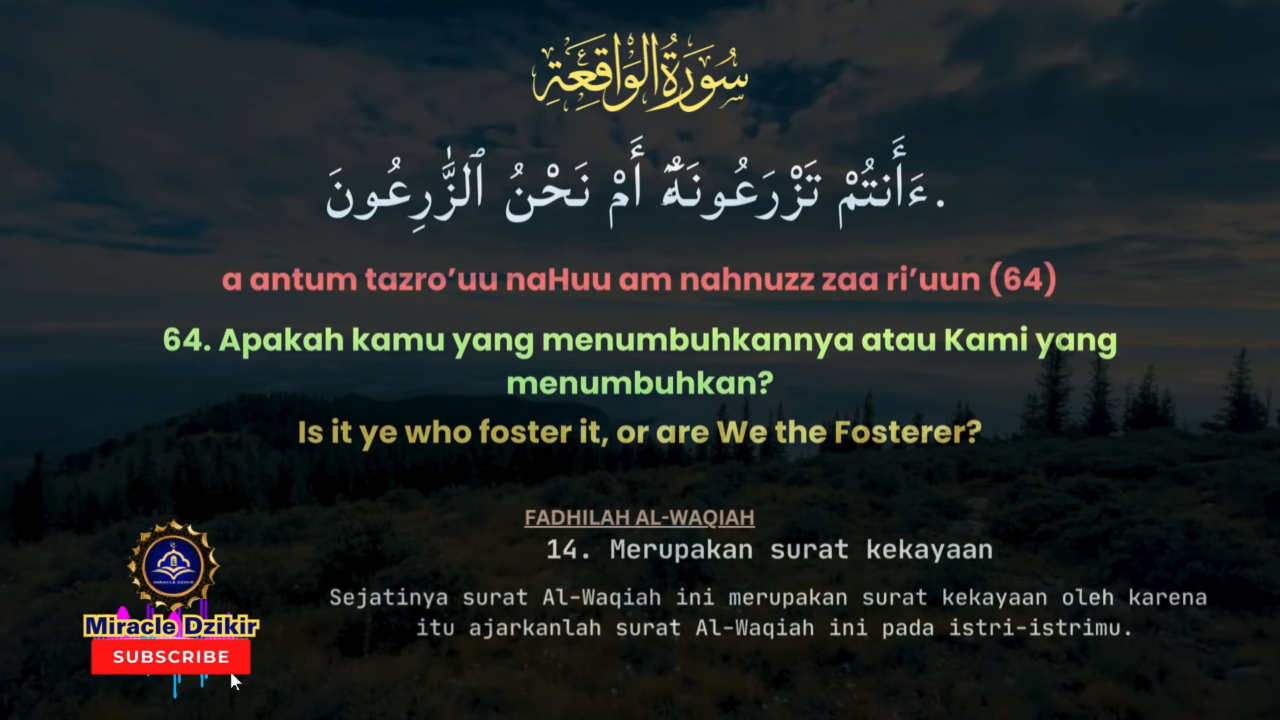 سُورَةُ الْوَاقِعَةِ
ءَأَنتُمْ تَزْرَعُونَهُۥٓ أَمْ نَحْنُ ٱلزَّٰرِعُونَ.
a antum tazro’uu naHuu am nahnuzz zaa ri’uun (64)
64. Apakah kamu yang menumbuhkannya atau Kami yang
menumbuhkan?
Is it ye who foster it, or are We the Fosterer?
FADHILAH AL-WAQIAH
14. Merupakan surat kekayaan
Sejatinya surat Al-Waqiah ini merupakan surat kekayaan oleh karena
itu ajarkanlah surat Al-Waqiah ini pada istri-istrimu.
MIRACLE DZIKIR
Miracle Dzikir
SUBSCRIBE